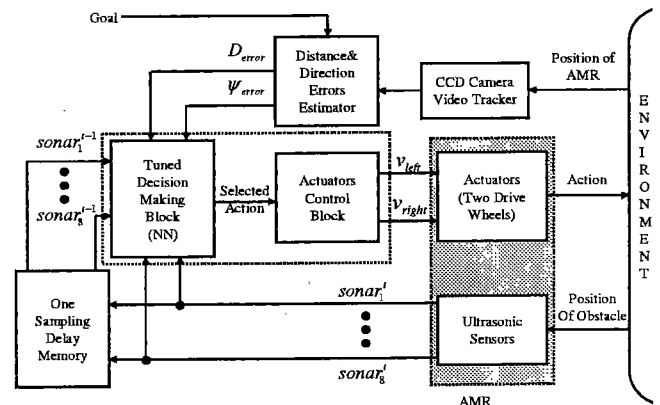 Goal
D_error
Ψ_error
Distance&
Direction
Errors
Estimator
CCD Camera
Video Tracker
Position of
AMR
ENVIRONMENT
sonar_1^{t-1}
sonar_8^{t-1}
Tuned
Decision
Making
Block
(NN)
Selected
Action
Actuators
Control
Block
v_left
v_right
Actuators
(Two Drive
Wheels)
Action
One
Sampling
Delay
Memory
sonar_1^t
sonar_8^t
Ultrasonic
Sensors
Position
Of Obstacle
AMR